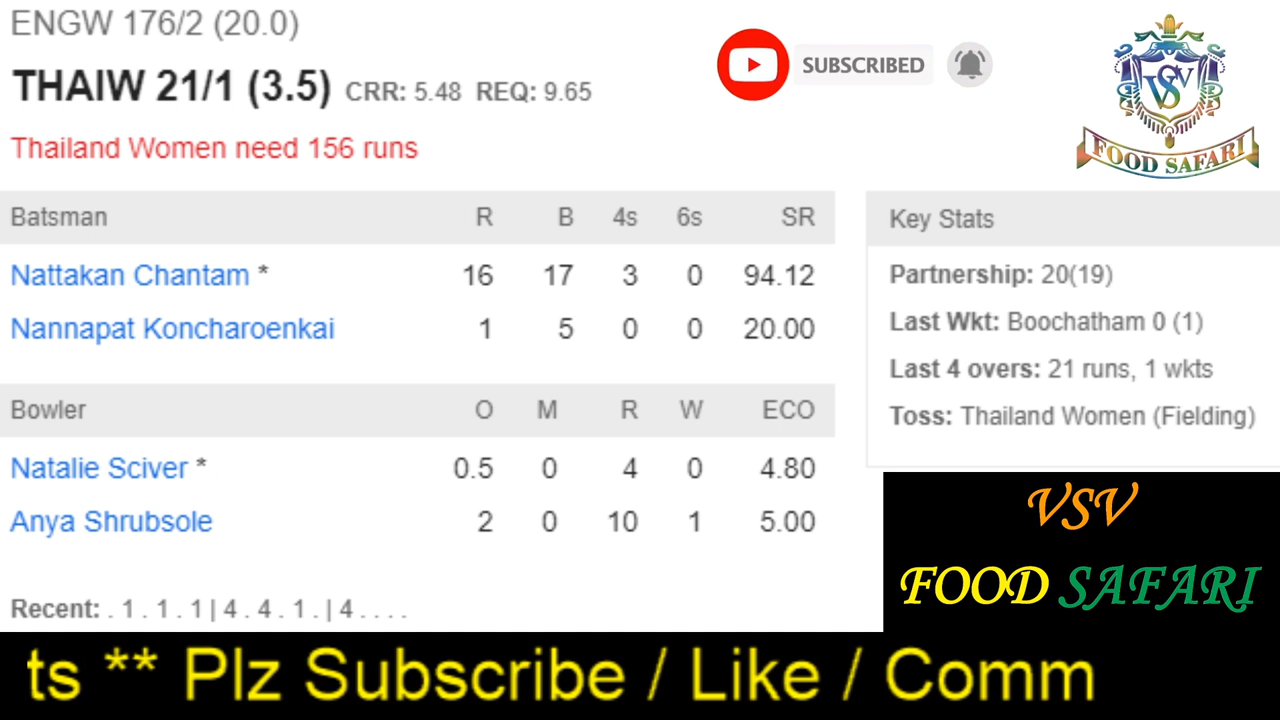 ENGW 176/2 (20.0)
THAIW 21/1 (3.5) CRR: 5.48 REQ: 9.65
Thailand Women need 156 runs
SUBSCRIBED
VSV
FOOD SAFARI
Batsman R B 4s 6s SR
Nattakan Chantam * 16 17 3 0 94.12
Nannapat Koncharoenkai 1 5 0 0 20.00
Bowler O M R W ECO
Natalie Sciver * 0.5 0 4 0 4.80
Anya Shrubsole 2 0 10 1 5.00
Recent: . 1 . 1 . 1 | 4 . 4 . 1 . | 4 . . . .
Key Stats
Partnership: 20(19)
Last Wkt: Boochatham 0 (1)
Last 4 overs: 21 runs, 1 wkts
Toss: Thailand Women (Fielding)
VSV
FOOD SAFARI
ts ** Plz Subscribe / Like / Comm